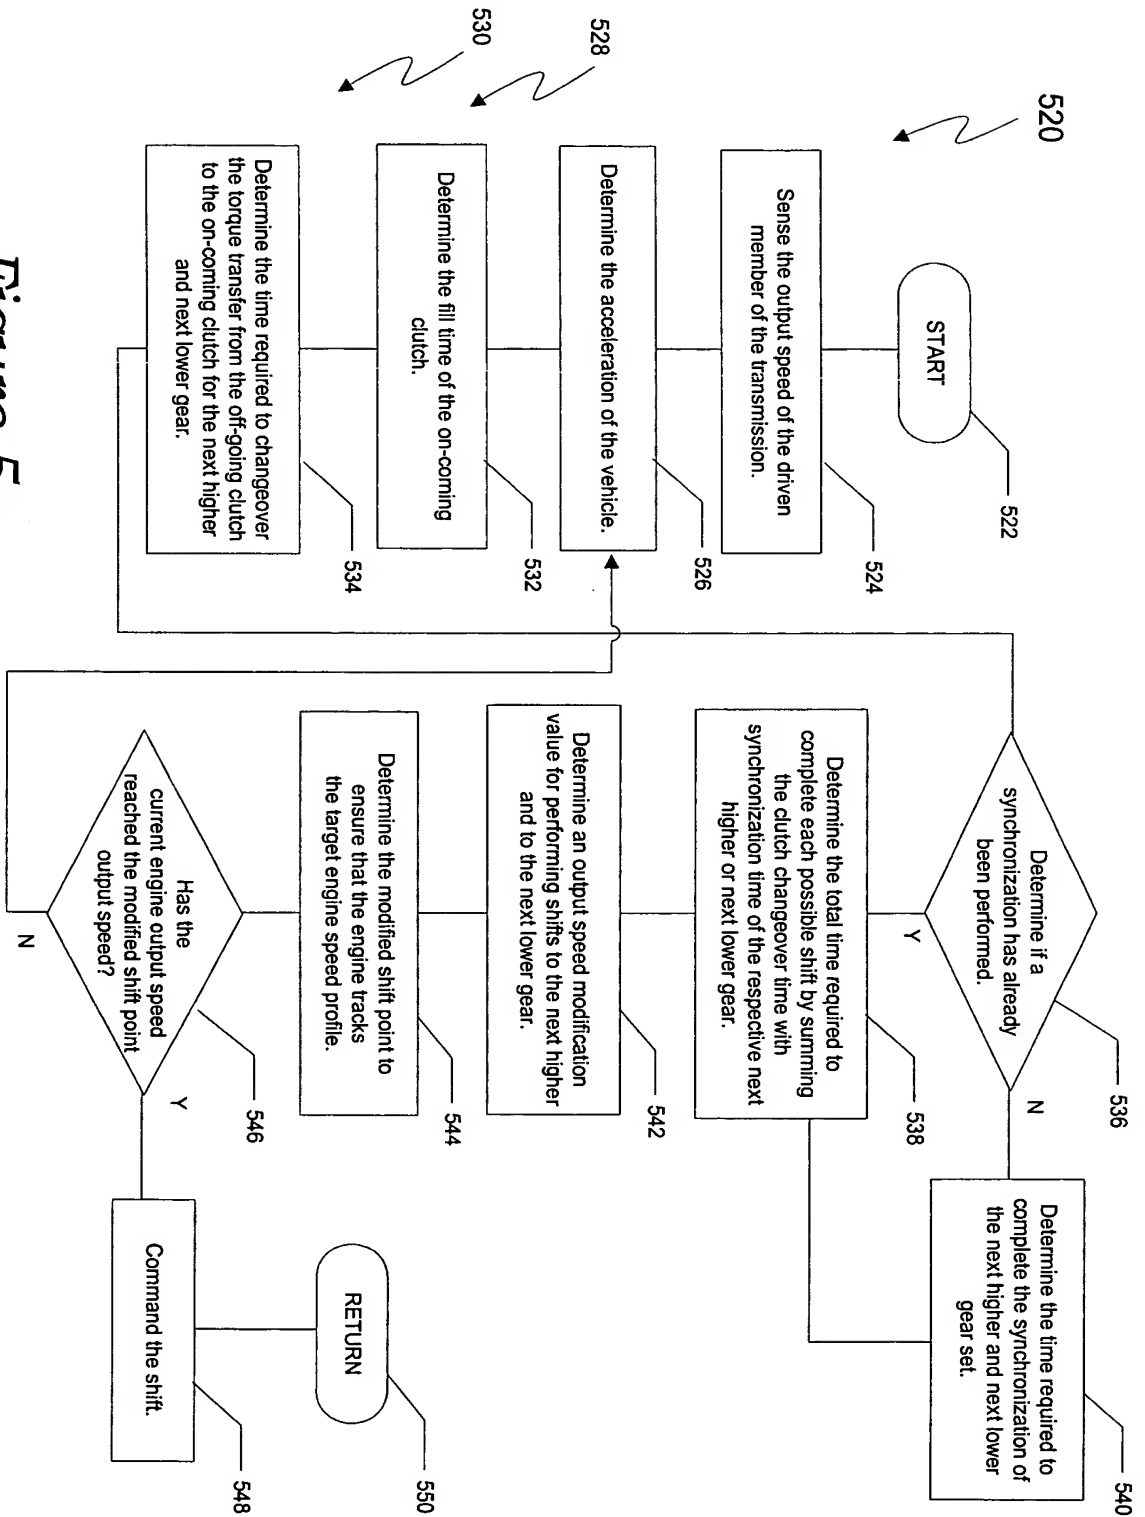 520
START
522
Sense the output speed of the driven
member of the transmission.
524
Determine the acceleration of the vehicle.
526
528
Determine the fill time of the on-coming
clutch.
532
530
Determine the time required to changeover
the torque transfer from the off-going clutch
to the on-coming clutch for the next higher
and next lower gear.
534
Determine if a
synchronization has already
been performed.
536
N
Y
Determine the time required to
complete the synchronization of
the next higher and next lower
gear set.
540
Determine the total time required to
complete each possible shift by summing
the clutch changeover time with
synchronization time of the respective next
higher or next lower gear.
538
Determine an output speed modification
value for performing shifts to the next higher
and to the next lower gear.
542
Determine the modified shift point to
ensure that the engine tracks
the target engine speed profile.
544
Has the
current engine output speed
reached the modified shift point
output speed?
546
Y
N
Command the shift.
548
RETURN
550
Figure 5